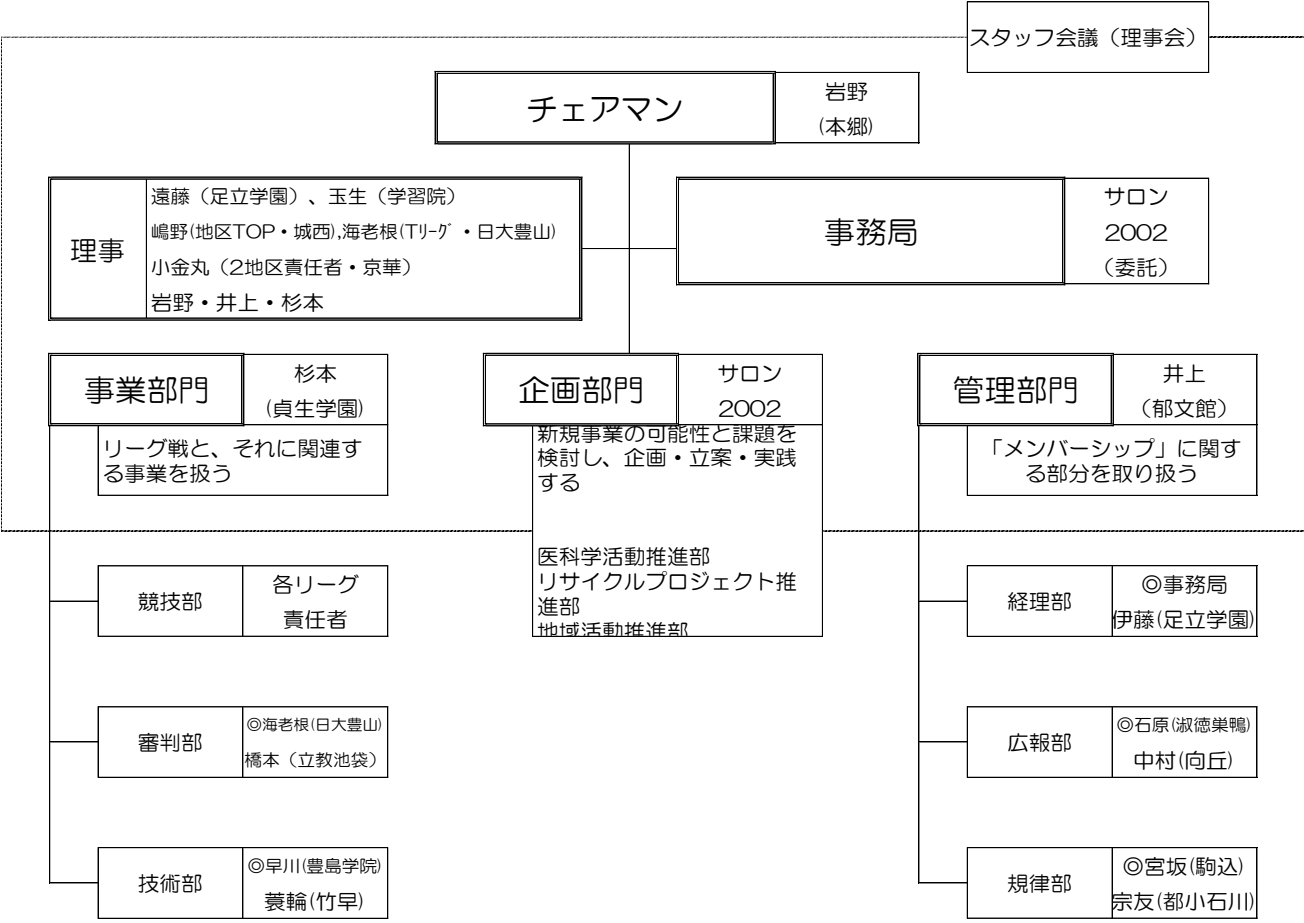 スタッフ会議（理事会）
チェアマン
岩野
(本郷)
理事
遠藤（足立学園）、玉生（学習院）
嶋野(地区TOP・城西),海老根(Tﾘｰｸﾞ・日大豊山)
小金丸（2地区責任者・京華）
岩野・井上・杉本
事務局
サロン
2002
（委託）
事業部門
杉本
(貞生学園)
リーグ戦と、それに関連す
る事業を扱う
企画部門
サロン
2002
新規事業の可能性と課題を
検討し、企画・立案・実践
する
医科学活動推進部
リサイクルプロジェクト推
進部
地域活動推進部
管理部門
井上
（郁文館）
「メンバーシップ」に関す
る部分を取り扱う
競技部
各リーグ
責任者
審判部
◎海老根(日大豊山)
橋本（立教池袋）
技術部
◎早川(豊島学院)
蓑輪(竹早)
経理部
◎事務局
伊藤(足立学園)
広報部
◎石原(淑徳巣鴨)
中村(向丘)
規律部
◎宮坂(駒込)
宗友(都小石川)